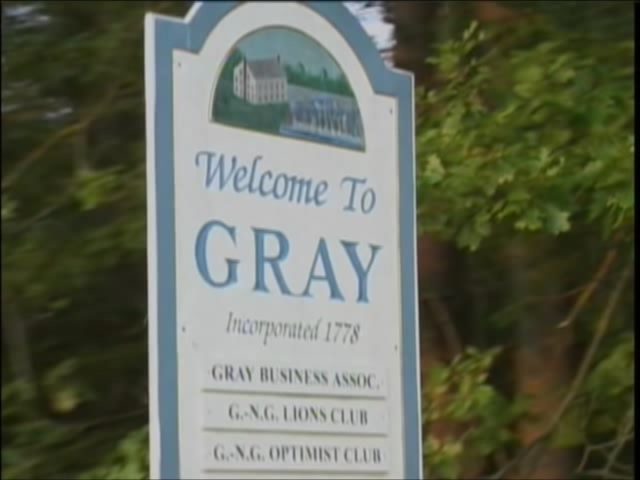 Welcome To
GRAY
Incorporated 1778
GRAY BUSINESS ASSOC.
G.-N.G. LIONS CLUB
G.-N.G. OPTIMIST CLUB